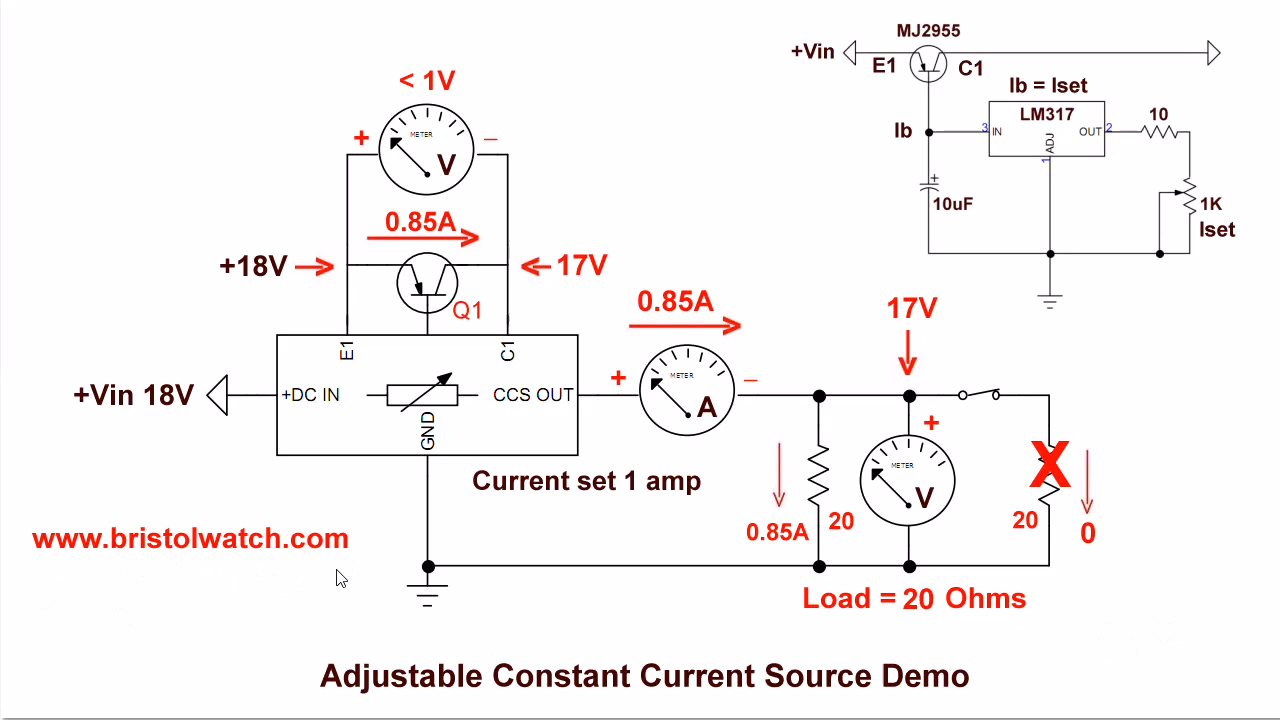 MJ2955
+Vin
E1
C1
Ib = Iset
LM317
10
Ib
3
IN
OUT
2
ADJ
1
+
10uF
1K
Iset
< 1V
+
METER
–
V
0.85A
+18V
17V
Q1
0.85A
17V
E1
C1
+Vin 18V
+DC IN
CCS OUT
GND
+
METER
–
A
Current set 1 amp
+
METER
V
X
0.85A
20
20
0
www.bristolwatch.com
Load = 20 Ohms
Adjustable Constant Current Source Demo